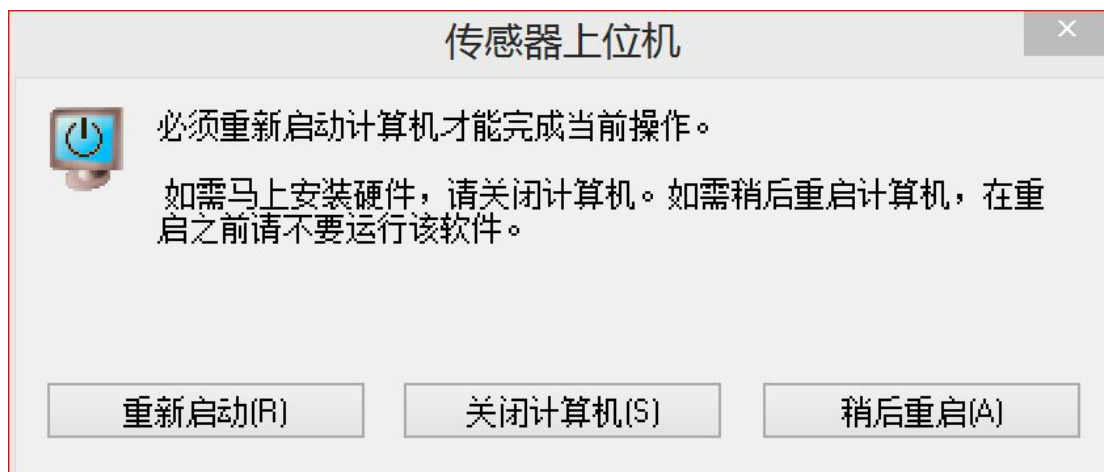 传感器上位机
必须重新启动计算机才能完成当前操作。
如需马上安装硬件，请关闭计算机。如需稍后重启计算机，在重
启之前请不要运行该软件。
重新启动(R)
关闭计算机(S)
稍后重启(A)